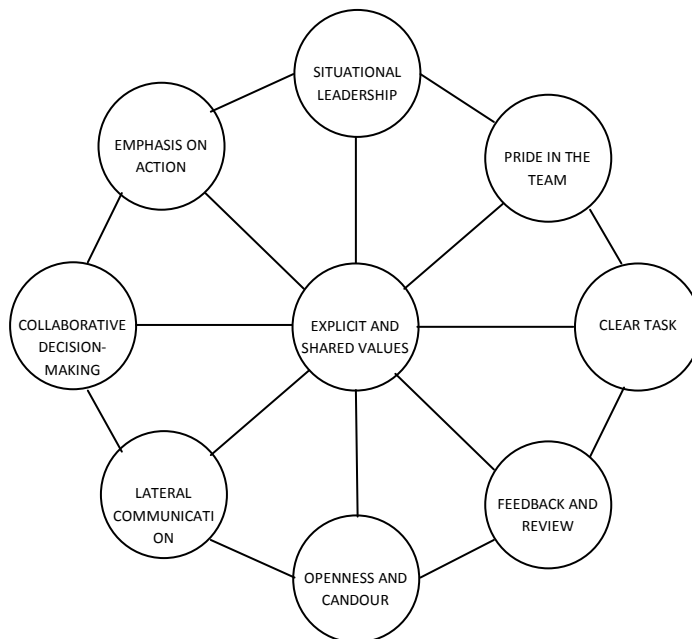 SITUATIONAL
LEADERSHIP
EMPHASIS ON
ACTION
PRIDE IN THE
TEAM
COLLABORATIVE
DECISION-
MAKING
EXPLICIT AND
SHARED VALUES
CLEAR TASK
LATERAL
COMMUNICATI
ON
FEEDBACK AND
REVIEW
OPENNESS AND
CANDOUR